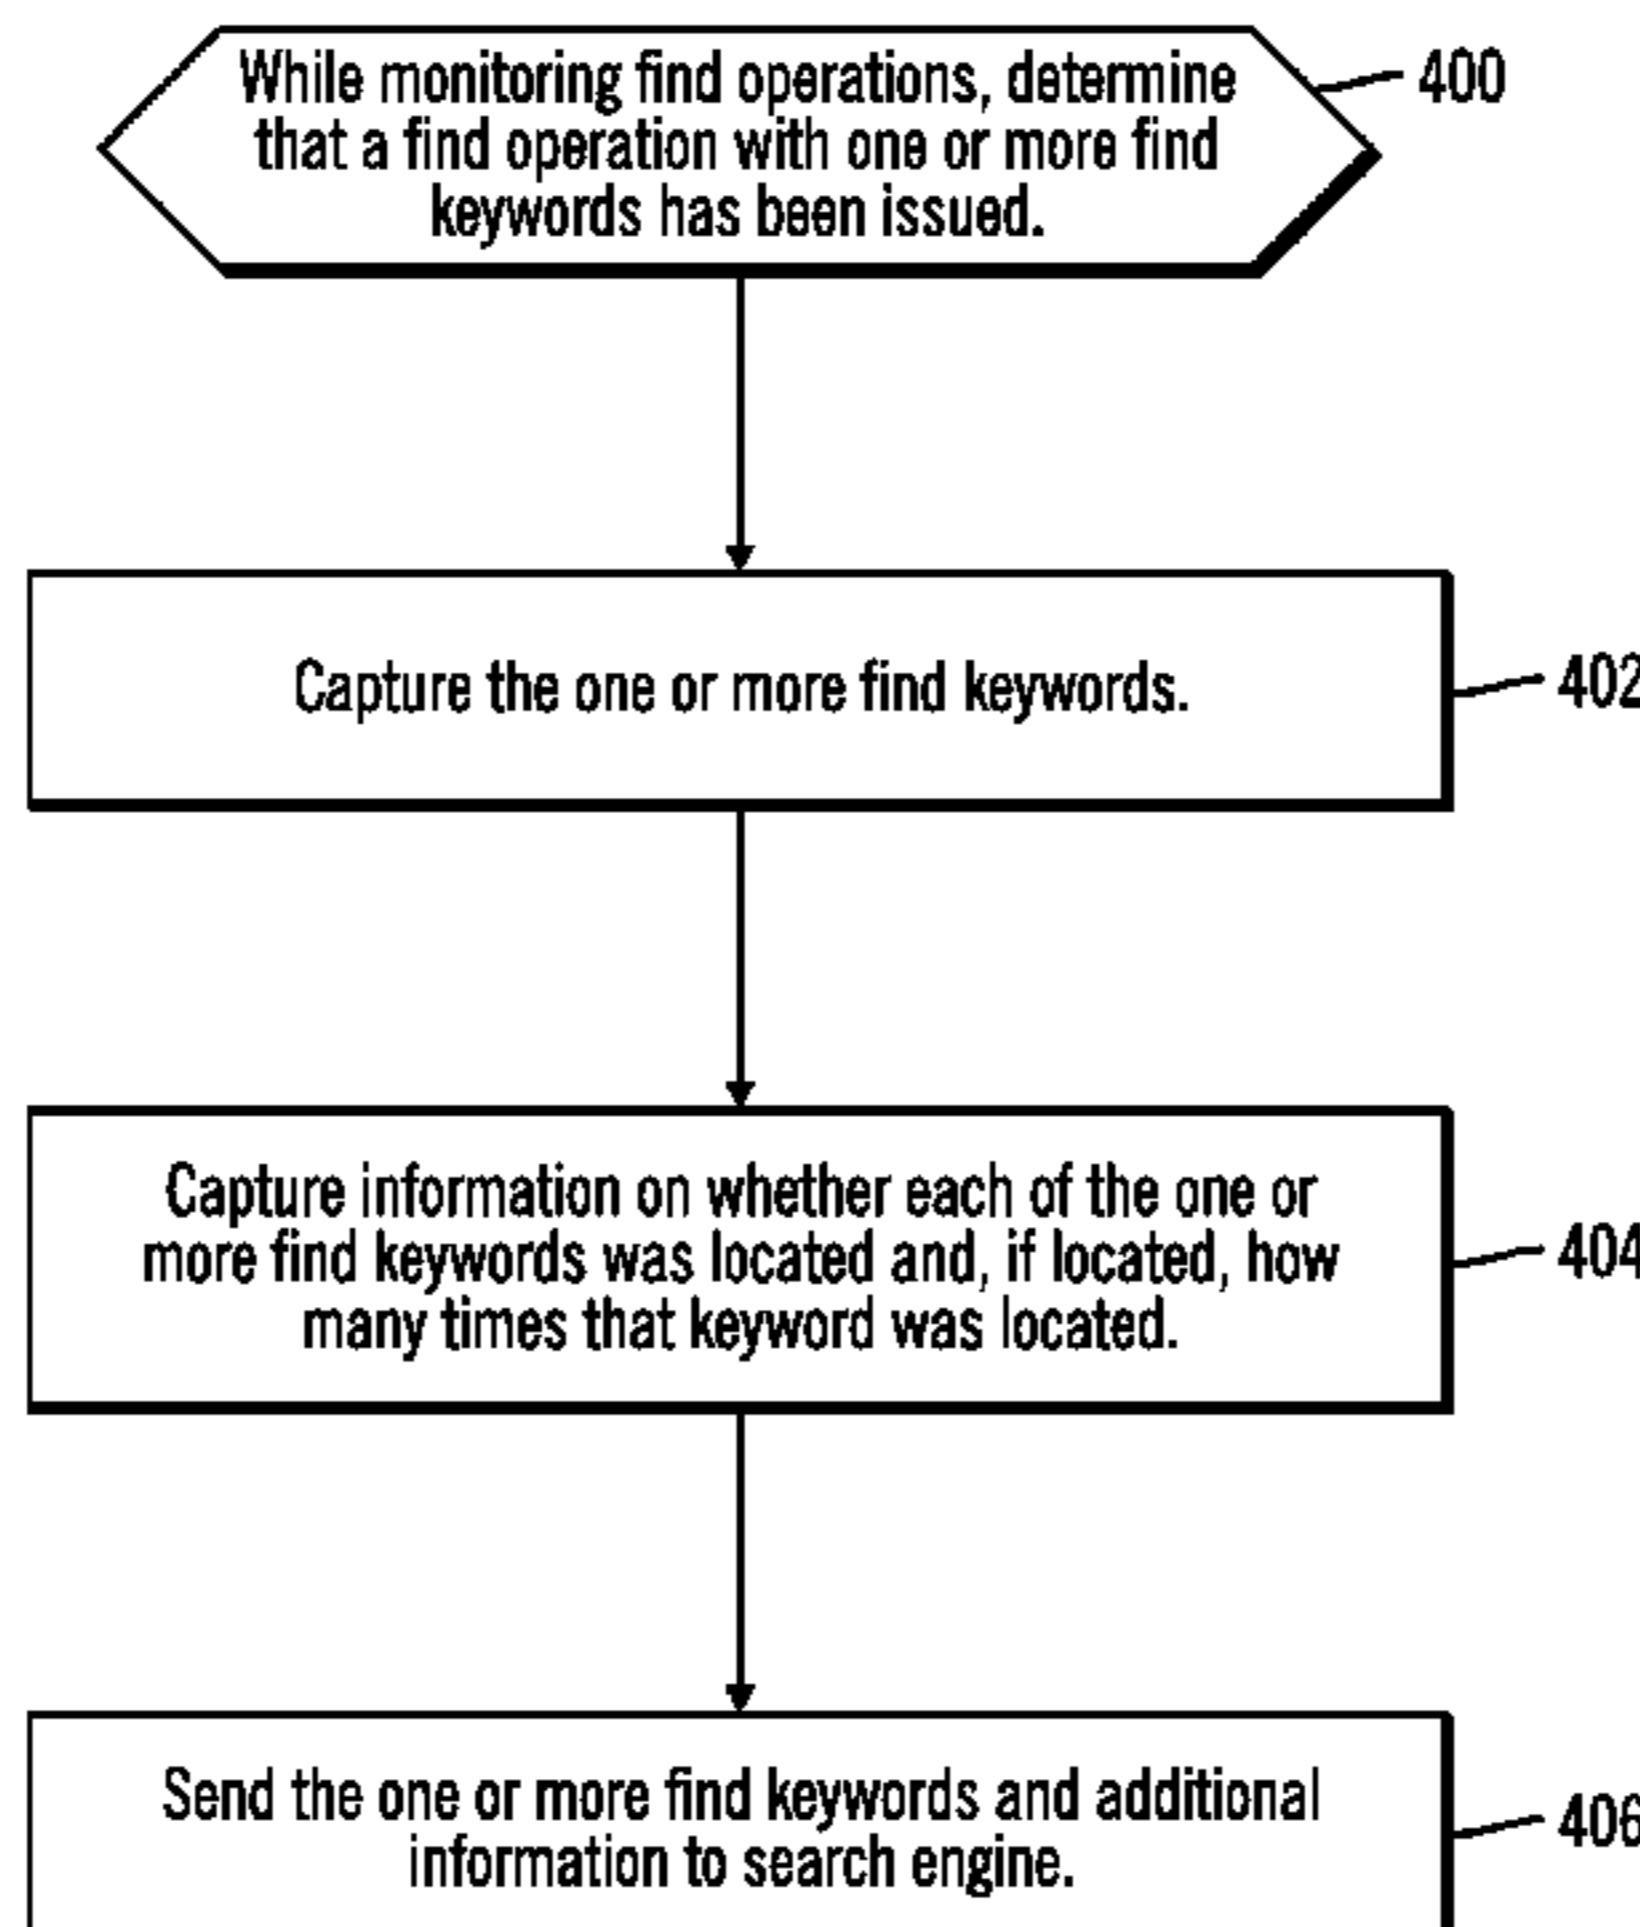 While monitoring find operations, determine
that a find operation with one or more find
keywords has been issued.
400
Capture the one or more find keywords.
402
Capture information on whether each of the one or
more find keywords was located and, if located, how
many times that keyword was located.
404
Send the one or more find keywords and additional
information to search engine.
406